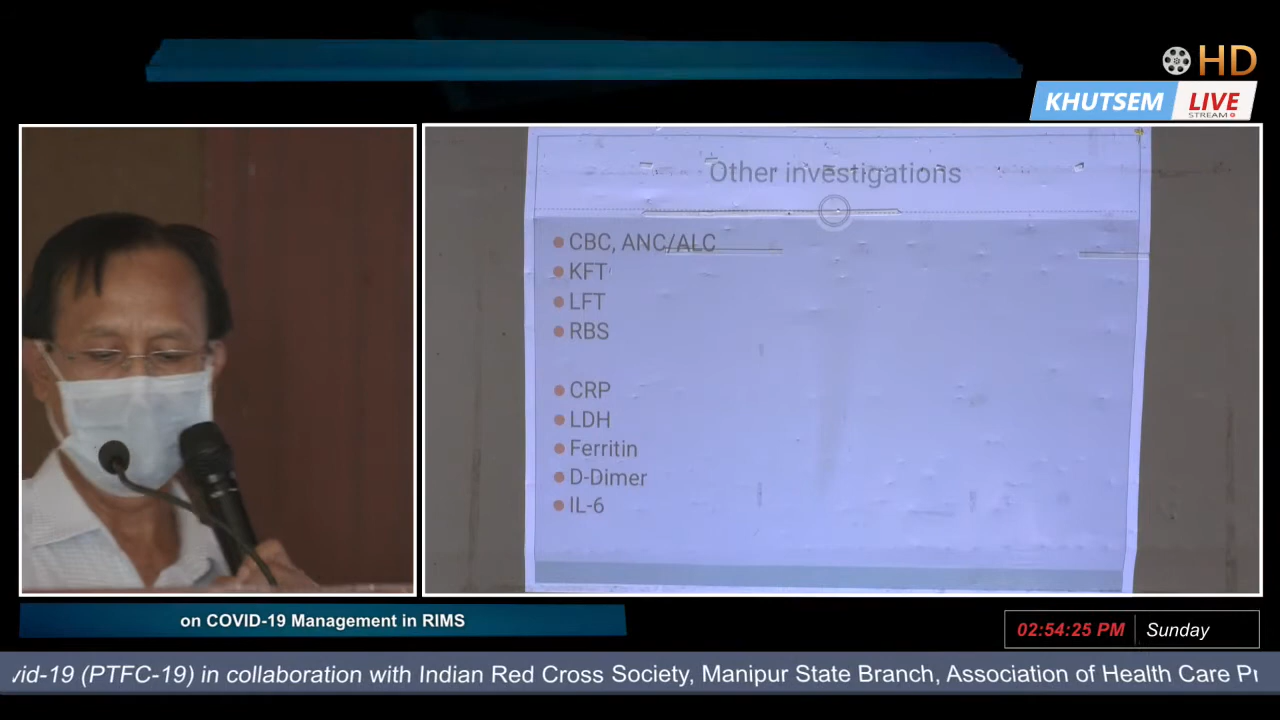 HD
KHUTSEM LIVE
STREAM
Other investigations
CBC, ANC/ALC
KFT
LFT
RBS
CRP
LDH
Ferritin
D-Dimer
IL-6
on COVID-19 Management in RIMS
02:54:25 PM Sunday
vid-19 (PTFC-19) in collaboration with Indian Red Cross Society, Manipur State Branch, Association of Health Care